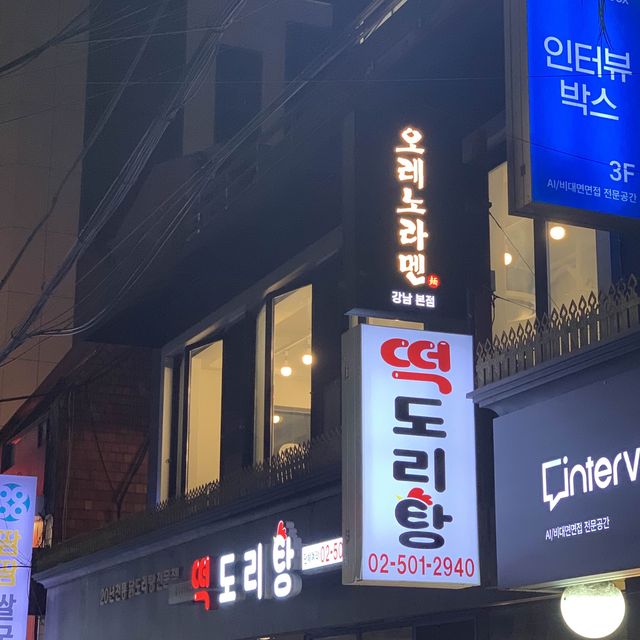 인터뷰
박스
3F
AI/비대면면접 전문공간
오레노라멘
강남 본점
떡도리탕
02-501-2940
interv
AI/비대면면접 전문공간
떡도리탕
02-50